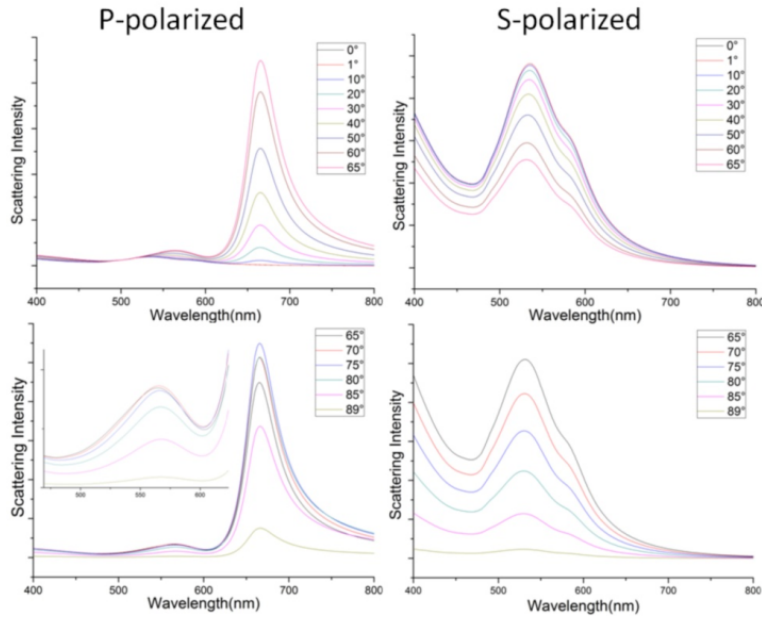 P-polarized
S-polarized
Scattering Intensity
0°
1°
10°
20°
30°
40°
50°
60°
65°
400 500 600 700 800
Wavelength(nm)
Scattering Intensity
0°
1°
10°
20°
30°
40°
50°
60°
65°
400 500 600 700 800
Wavelength(nm)
Scattering Intensity
65°
70°
75°
80°
85°
89°
500 550 600
400 500 600 700 800
Wavelength(nm)
Scattering Intensity
65°
70°
75°
80°
85°
89°
400 500 600 700 800
Wavelength(nm)